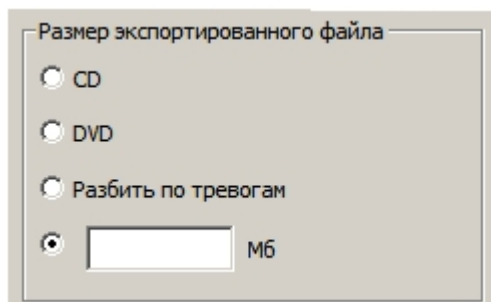 Размер экспортированного файла
CD
DVD
Разбить по тревогам
Мб